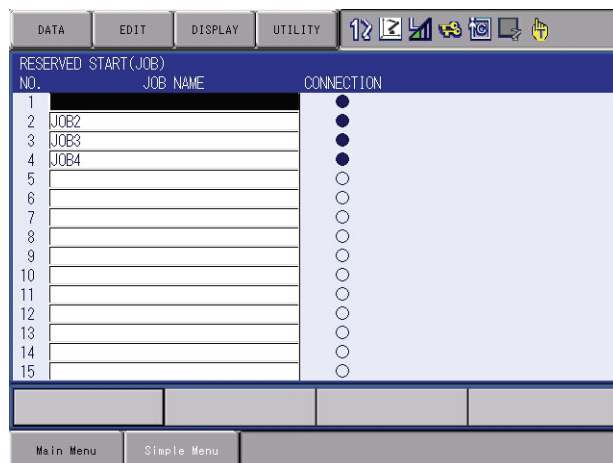 DATA EDIT DISPLAY UTILITY
RESERVED START(JOB)
NO. JOB NAME CONNECTION
1
2 JOB2
3 JOB3
4 JOB4
5
6
7
8
9
10
11
12
13
14
15
Main Menu Simple Menu